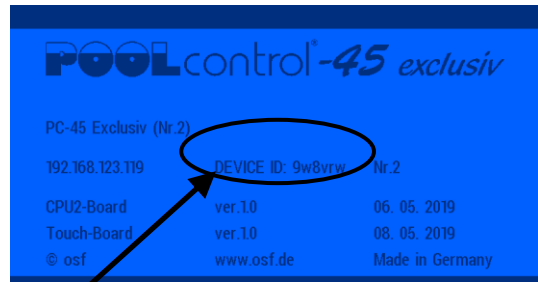 POOLcontrol*-45 exclusiv
PC-45 Exclusiv (Nr.2)
192.168.123.119 DEVICE ID: 9w8vrw Nr.2
CPU2-Board ver.1.0 06. 05. 2019
Touch-Board ver.1.0 08. 05. 2019
© osf www.osf.de Made in Germany